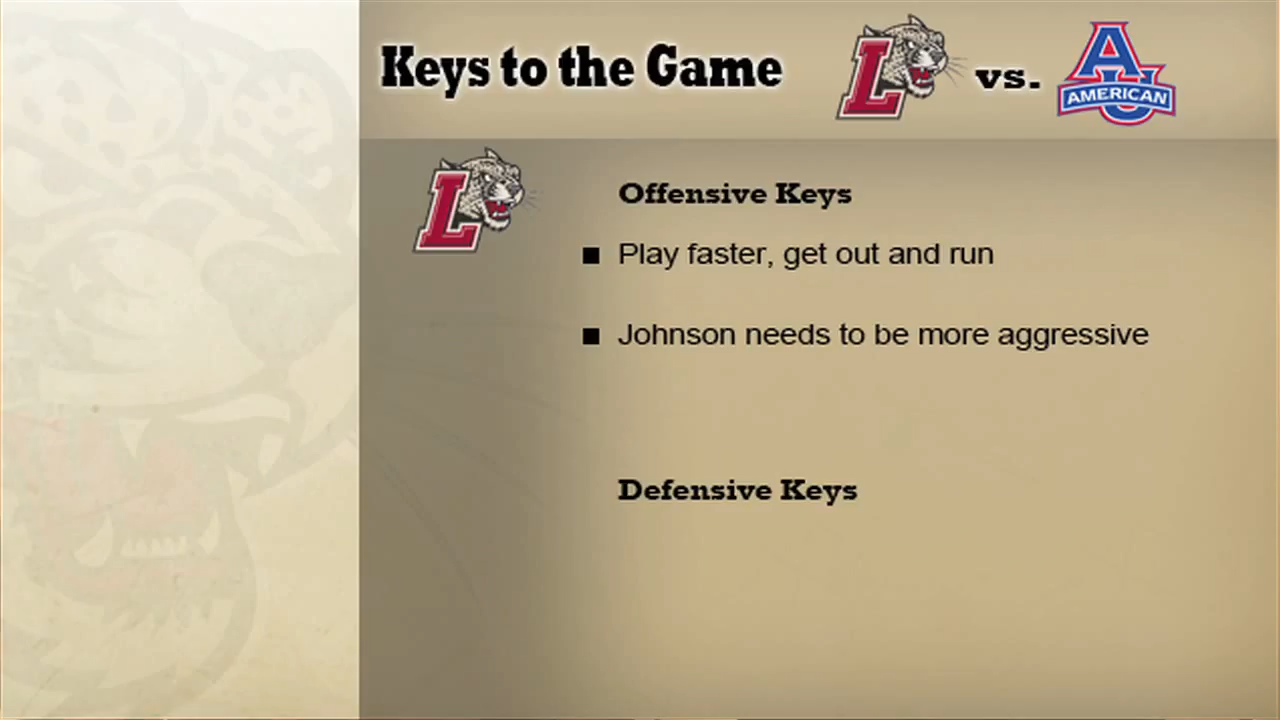 Keys to the Game
L vs. AU AMERICAN
L
Offensive Keys
Play faster, get out and run
Johnson needs to be more aggressive
Defensive Keys